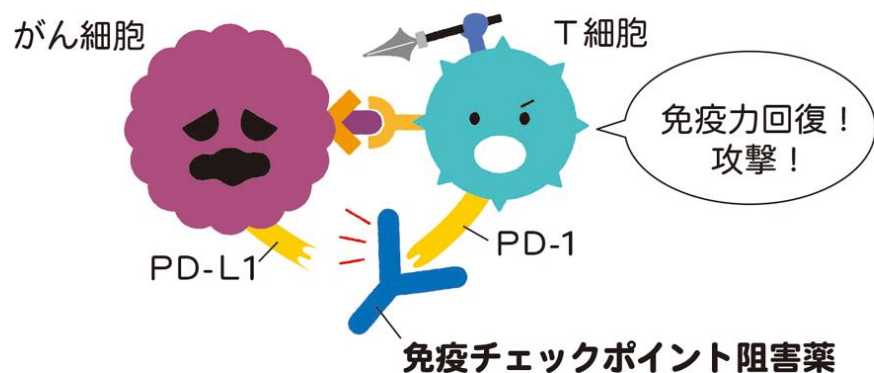 がん細胞
T細胞
免疫力回復！
攻撃！
PD-L1
PD-1
免疫チェックポイント阻害薬